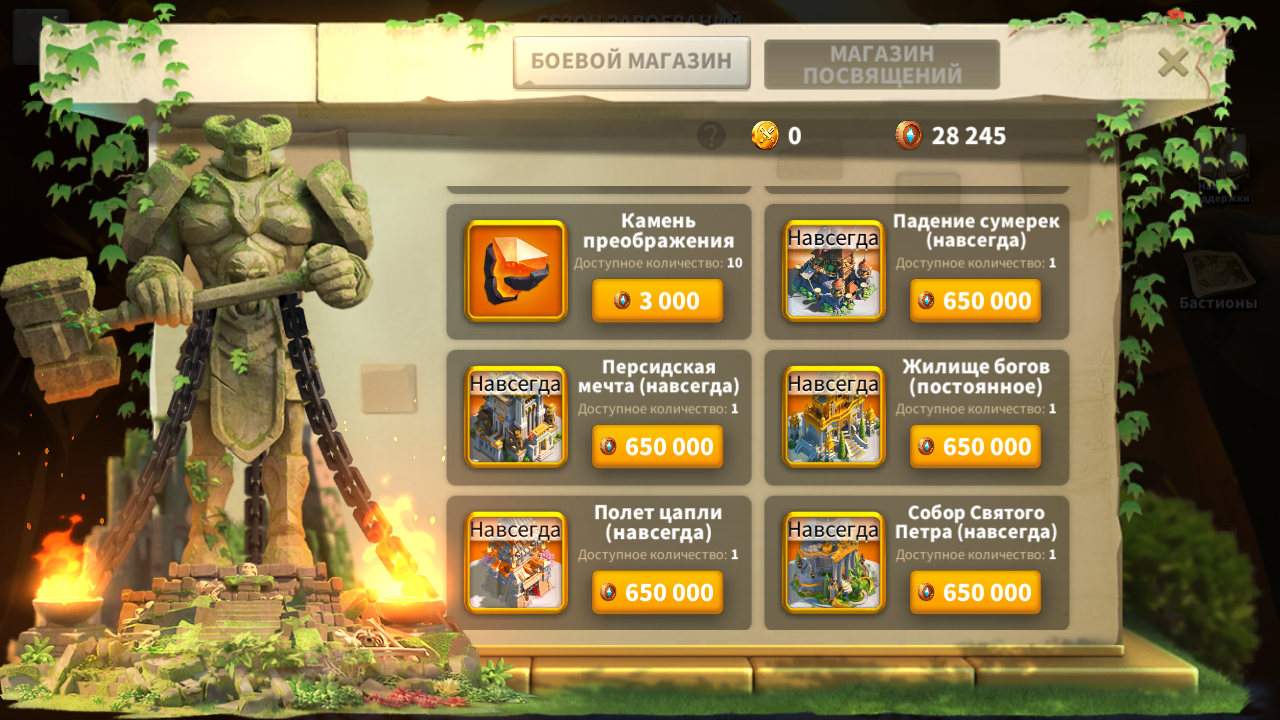 БОЕВОЙ МАГАЗИН
МАГАЗИН
ПОСВЯЩЕНИЙ
?
0
28 245
Камень
преображения
Доступное количество: 10
3 000
Навсегда
Падение сумерек
(навсегда)
Доступное количество: 1
650 000
Навсегда
Персидская
мечта (навсегда)
Доступное количество: 1
650 000
Навсегда
Жилище богов
(постоянное)
Доступное количество: 1
650 000
Навсегда
Полет цапли
(навсегда)
Доступное количество: 1
650 000
Навсегда
Собор Святого
Петра (навсегда)
Доступное количество: 1
650 000
Бастионы